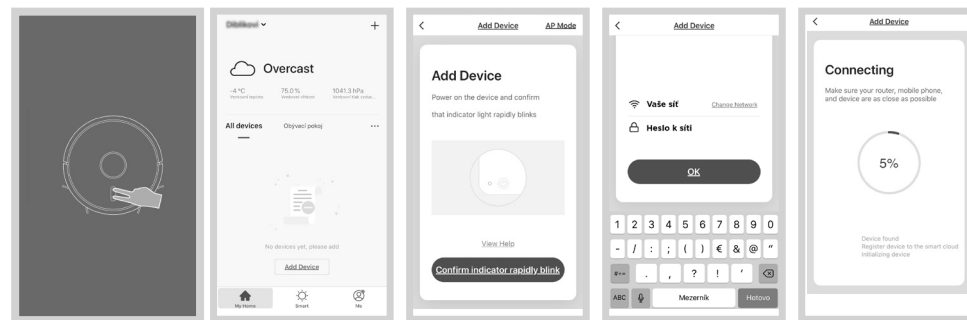 Overcast
-4 °C
75.0%
1041.3 hPa
All devices
Obývací pokoj
...
No devices yet, please add
Add Device
My Home
Smart
Me
Add Device
AP Mode
Add Device
Power on the device and confirm
that indicator light rapidly blinks
View Help
Confirm indicator rapidly blink
Add Device
Vaše síť
Change Network
Heslo k síti
OK
1 2 3 4 5 6 7 8 9 0
- / : ; ( ) € & @ "
#+= . , ? ! '
ABC
Mezerník
Hotovo
Add Device
Connecting
Make sure your router, mobile phone,
and device are as close as possible
5%
Device found
Register device to the smart cloud
Initializing device